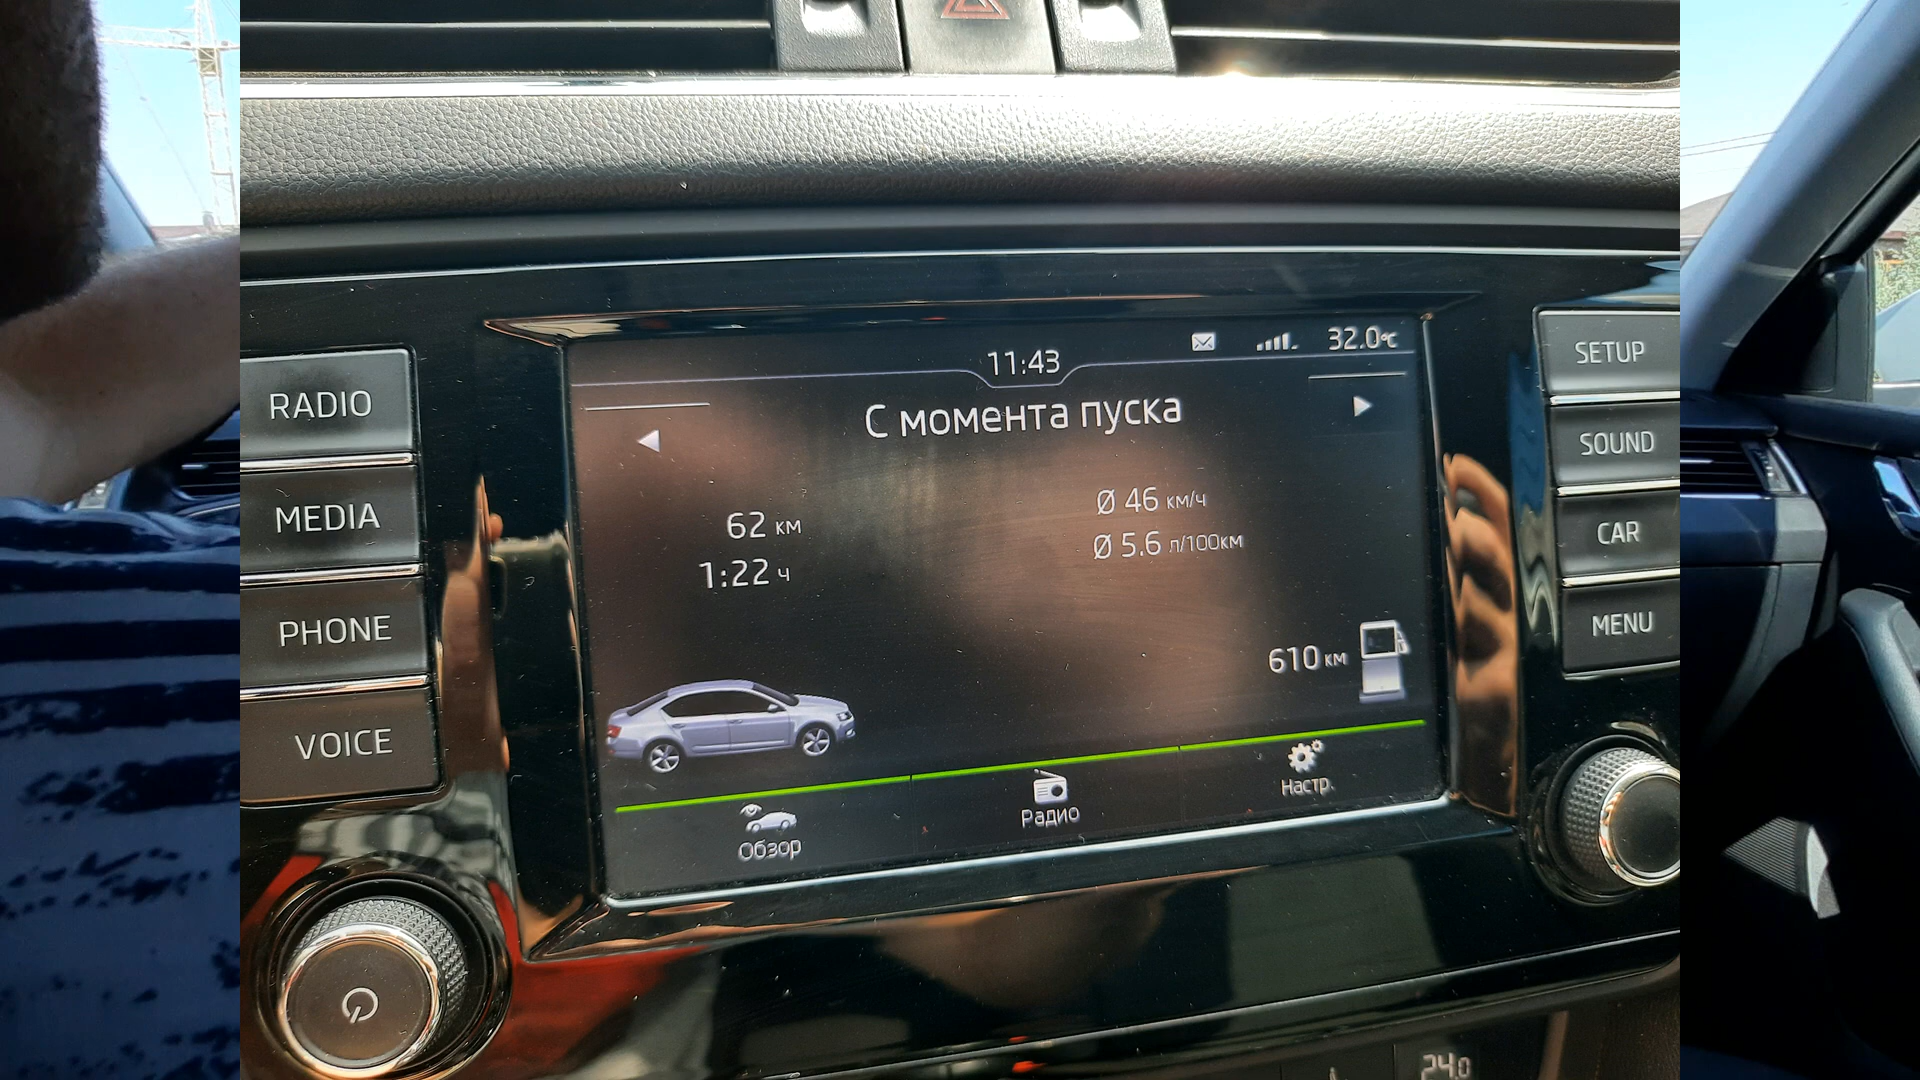 11:43
32.0°C
С момента пуска
62 км
1:22 ч
Ø 46 км/ч
Ø 5.6 л/100км
610 км
Обзор
Радио
Настр.
RADIO
MEDIA
PHONE
VOICE
SETUP
SOUND
CAR
MENU
24.0